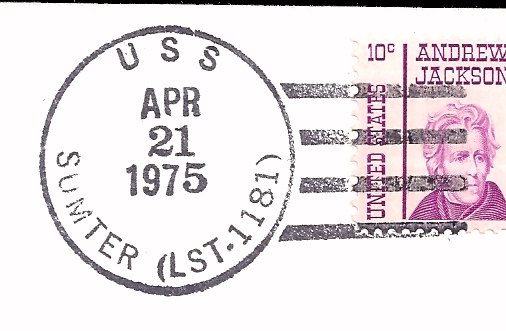 USS
APR
21
1975
SUMTER (LST-1181)
10c
ANDREW
JACKSON
UNITED STATES